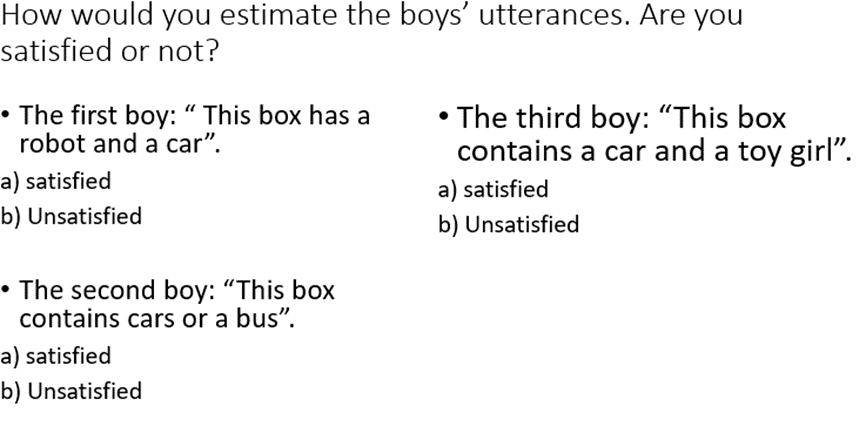 How would you estimate the boys’ utterances. Are you
satisfied or not?
• The first boy: “ This box has a
robot and a car”.
a) satisfied
b) Unsatisfied
• The second boy: “This box
contains cars or a bus”.
a) satisfied
b) Unsatisfied
• The third boy: “This box
contains a car and a toy girl”.
a) satisfied
b) Unsatisfied